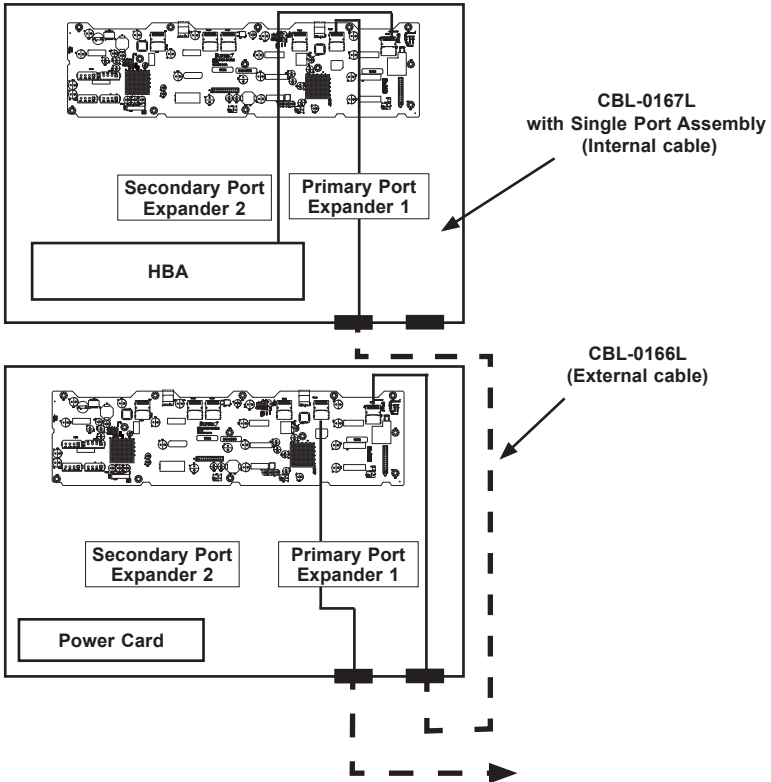 CBL-0167L
with Single Port Assembly
(Internal cable)
Secondary Port
Expander 2
Primary Port
Expander 1
HBA
CBL-0166L
(External cable)
Secondary Port
Expander 2
Primary Port
Expander 1
Power Card